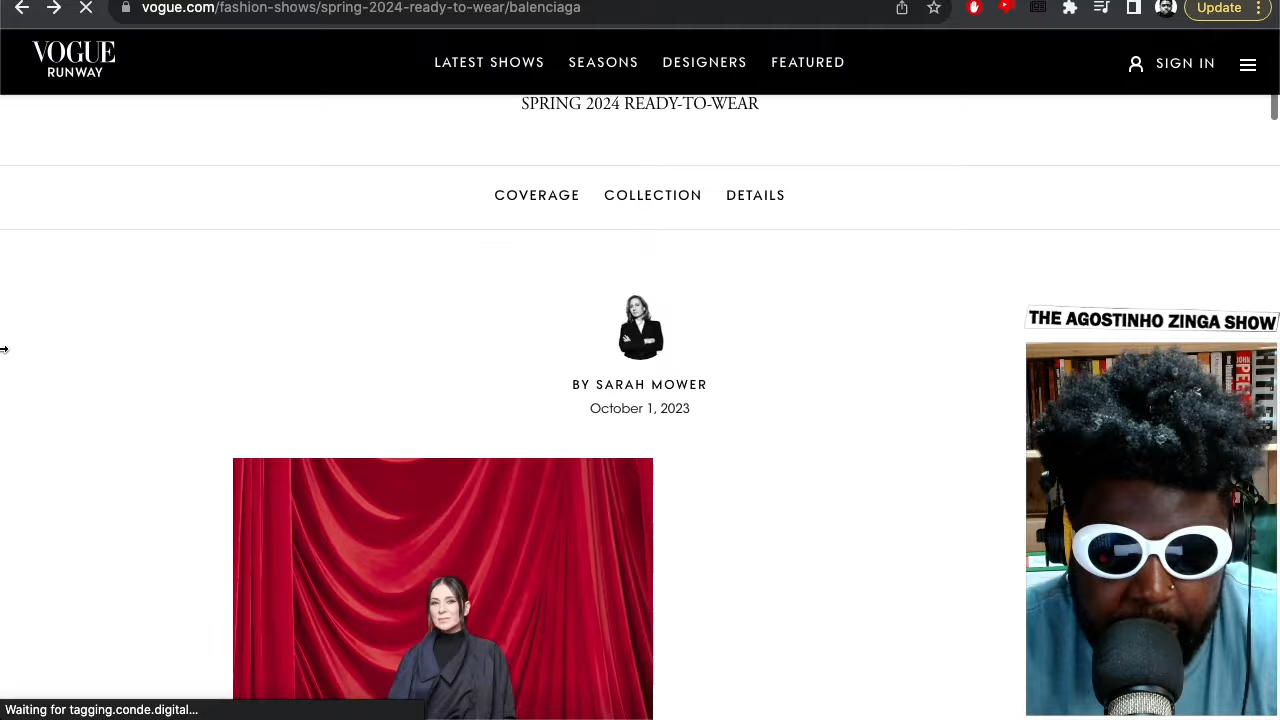 vogue.com/fashion-shows/spring-2024-ready-to-wear/balenciaga
Update
VOGUE
RUNWAY
LATEST SHOWS SEASONS DESIGNERS FEATURED
SIGN IN
SPRING 2024 READY-TO-WEAR
COVERAGE COLLECTION DETAILS
BY SARAH MOWER
October 1, 2023
THE AGOSTINHO ZINGA SHOW
Waiting for tagging.conde.digital...